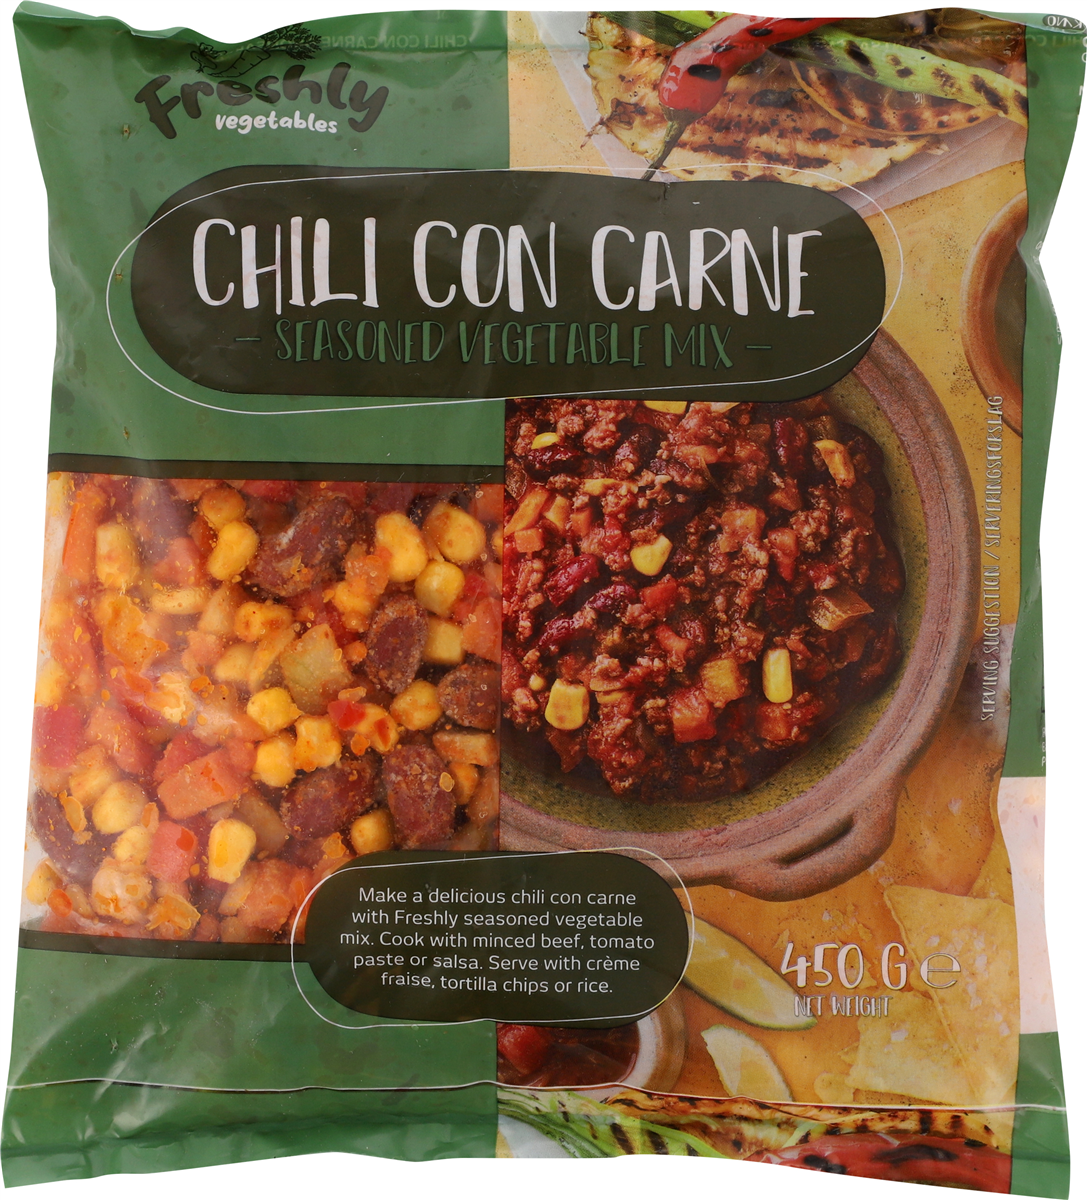 Freshly
vegetables
CHILI CON CARNE
- SEASONED VEGETABLE MIX -
SERVING SUGGESTION / SERVERINGSFORSLAG
Make a delicious chili con carne
with Freshly seasoned vegetable
mix. Cook with minced beef, tomato
paste or salsa. Serve with crème
fraise, tortilla chips or rice.
450 G e
NET WEIGHT